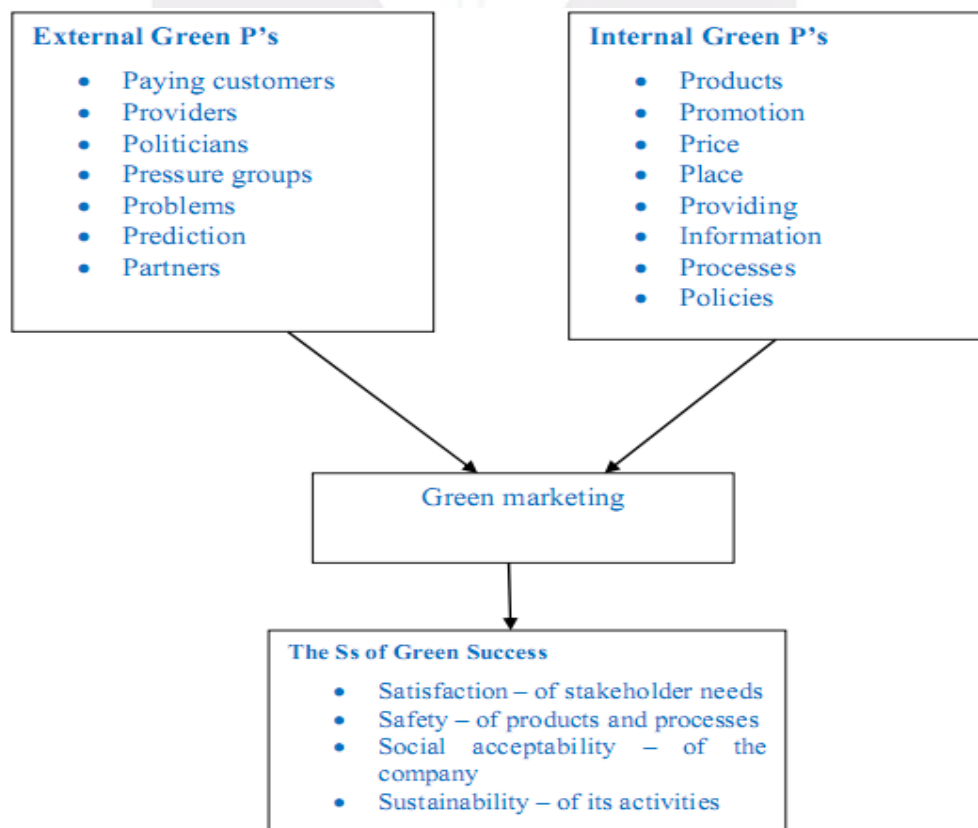 External Green P's
• Paying customers
• Providers
• Politicians
• Pressure groups
• Problems
• Prediction
• Partners
Internal Green P's
• Products
• Promotion
• Price
• Place
• Providing
• Information
• Processes
• Policies
Green marketing
The Ss of Green Success
• Satisfaction – of stakeholder needs
• Safety – of products and processes
• Social acceptability – of the
company
• Sustainability – of its activities